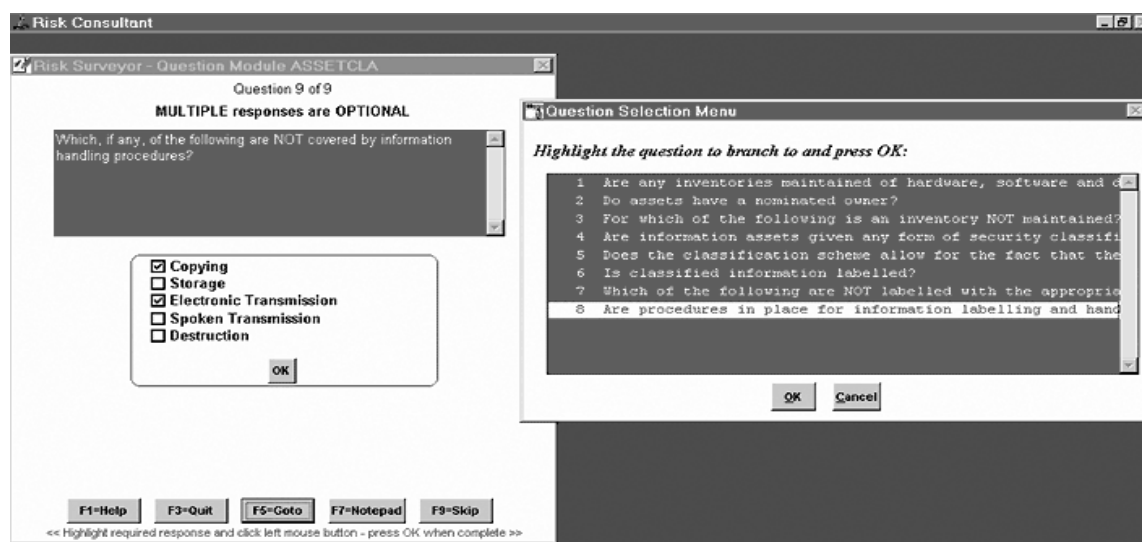 Risk Consultant
Risk Surveyor - Question Module ASSETCLA
Question 9 of 9
MULTIPLE responses are OPTIONAL
Which, if any, of the following are NOT covered by information
handling procedures?
Copying
Storage
Electronic Transmission
Spoken Transmission
Destruction
OK
F1=Help F3=Quit F5=Goto F7=Notepad F9=Skip
<< Highlight required response and click left mouse button - press OK when complete >>
Question Selection Menu
Highlight the question to branch to and press OK:
1 Are any inventories maintained of hardware, software and d
2 Do assets have a nominated owner?
3 For which of the following is an inventory NOT maintained?
4 Are information assets given any form of security classifi
5 Does the classification scheme allow for the fact that the
6 Is classified information labelled?
7 Which of the following are NOT labelled with the appropria
8 Are procedures in place for information labelling and hand
OK Cancel